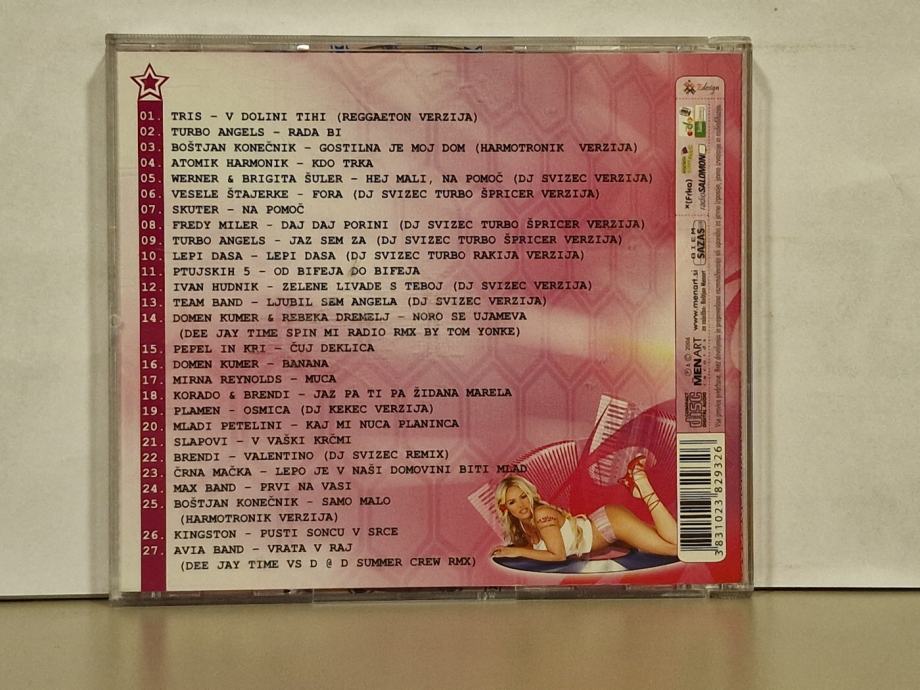 01. TRIS - V DOLINI TIHI (REGGAETON VERZIJA)
02. TURBO ANGELS - RADA BI
03. BOŠTJAN KONEČNIK - GOSTILNA JE MOJ DOM (HARMOTRONIK VERZIJA)
04. ATOMIK HARMONIK - KDO TRKA
05. WERNER & BRIGITA ŠULER - HEJ MALI, NA POMOČ (DJ SVIZEC VERZIJA)
06. VESELE ŠTAJERKE - FORA (DJ SVIZEC TURBO ŠPRICER VERZIJA)
07. SKUTER - NA POMOČ
08. FREDY MILER - DAJ DAJ PORINI (DJ SVIZEC TURBO ŠPRICER VERZIJA)
09. TURBO ANGELS - JAZ SEM ZA (DJ SVIZEC TURBO ŠPRICER VERZIJA)
10. LEPI DASA - LEPI DASA (DJ SVIZEC TURBO RAKIJA VERZIJA)
11. PTUJSKIH 5 - OD BIFEJA DO BIFEJA
12. IVAN HUDNIK - ZELENE LIVADE S TEBOJ (DJ SVIZEC VERZIJA)
13. TEAM BAND - LJUBIL SEM ANGELA (DJ SVIZEC VERZIJA)
14. DOMEN KUMER & REBEKA DREMELJ - NORO SE UJAMEVA
(DEE JAY TIME SPIN MI RADIO RMX BY TOM YONKE)
15. PEPEL IN KRI - ČUJ DEKLICA
16. DOMEN KUMER - BANANA
17. MIRNA REYNOLDS - MUCA
18. KORADO & BRENDI - JAZ PA TI PA ŽIDANA MARELA
19. PLAMEN - OSMICA (DJ KEKEC VERZIJA)
20. MLADI PETELINI - KAJ MI NUCA PLANINCA
21. SLAPOVI - V VAŠKI KRČMI
22. BRENDI - VALENTINO (DJ SVIZEC REMIX)
23. ČRNA MAČKA - LEPO JE V NAŠI DOMOVINI BITI MLAD
24. MAX BAND - PRVI NA VASI
25. BOŠTJAN KONEČNIK - SAMO MALO
(HARMOTRONIK VERZIJA)
26. KINGSTON - PUSTI SONCU V SRCE
27. AVIA BAND - VRATA V RAJ
(DEE JAY TIME VS D @ D SUMMER CREW RMX)
design
(Frka)
radioSALOMON
SAZAS
www.menart.si
MENART
COMPACT
disc
DIGITAL AUDIO
3 831023 829326